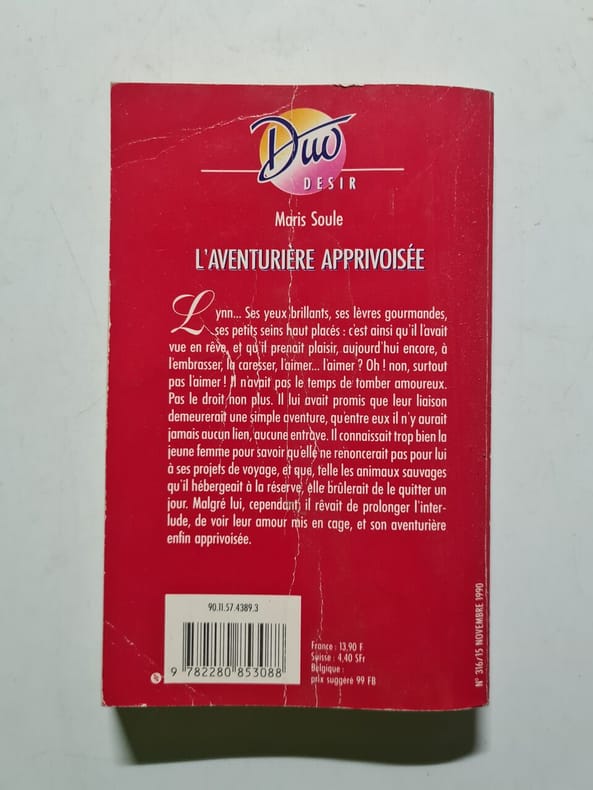 Duo
DESIR
Maris Soule
L'AVENTURIÈRE APPRIVOISÉE
Lynn... Ses yeux brillants, ses lèvres gourmandes,
ses petits seins haut placés : c'est ainsi qu'il l'avait
vue en rêve, et qu'il prenait plaisir, aujourd'hui encore, à
l'embrasser, la caresser, l'aimer... l'aimer ? Oh ! non, surtout
pas l'aimer ! Il n'avait pas le temps de tomber amoureux.
Pas le droit non plus. Il lui avait promis que leur liaison
demeurerait une simple aventure, qu'entre eux il n'y aurait
jamais aucun lien, aucune entrave. Il connaissait trop bien la
jeune femme pour savoir qu'elle ne renoncerait pas pour lui
à ses projets de voyage, et que, telle les animaux sauvages
qu'il hébergeait à la réserve, elle brûlerait de le quitter un
jour. Malgré lui, cependant, il rêvait de prolonger l'inter-
lude, de voir leur amour mis en cage, et son aventurière
enfin apprivoisée.
90.11.57.4389.3
9 782280 853088
France : 13,90 F
Suisse : 4,40 SFr
Belgique :
prix suggéré 99 FB
N° 316/15 NOVEMBRE 1990